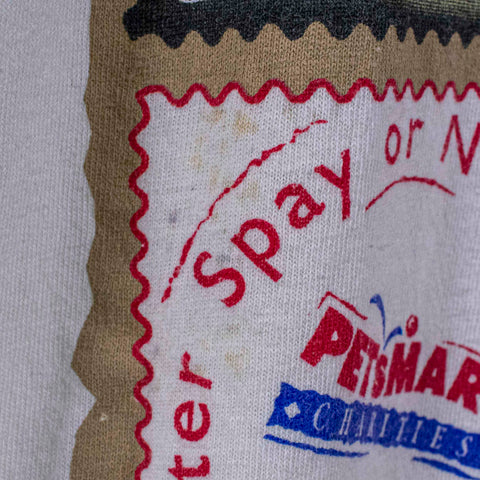 ter Spay or N
PETsMAR
CHARITIES